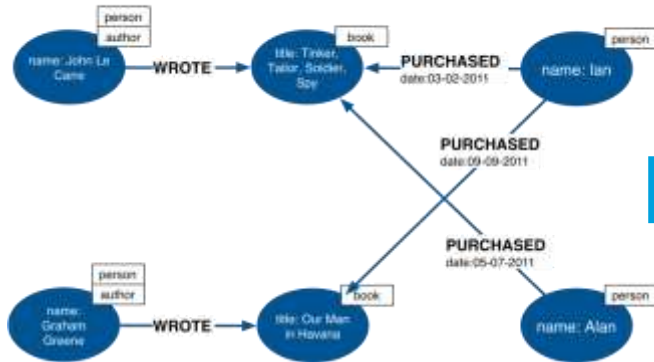 person
author
name: John Le
Carre
WROTE
book
title: Tinker,
Tailor, Soldier,
Spy
PURCHASED
date:03-02-2011
person
name: Ian
PURCHASED
date:09-09-2011
PURCHASED
date:05-07-2011
person
author
name:
Graham
Greene
WROTE
book
title: Our Man
in Havana
person
name: Alan